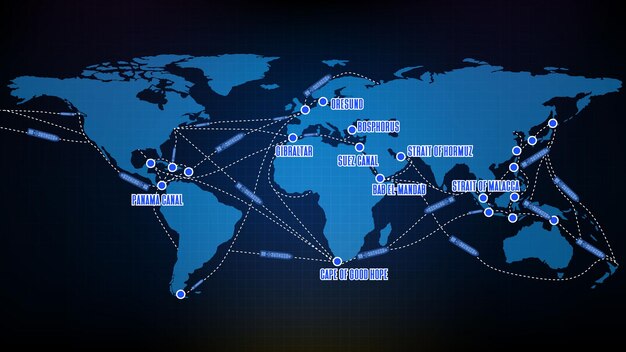 ORESUND
BOSPHORUS
GIBRALTAR
STRAIT OF HORMUZ
SUEZ CANAL
BAB EL-MANDAB
STRAIT OF MALACCA
PANAMA CANAL
CAPE OF GOOD HOPE